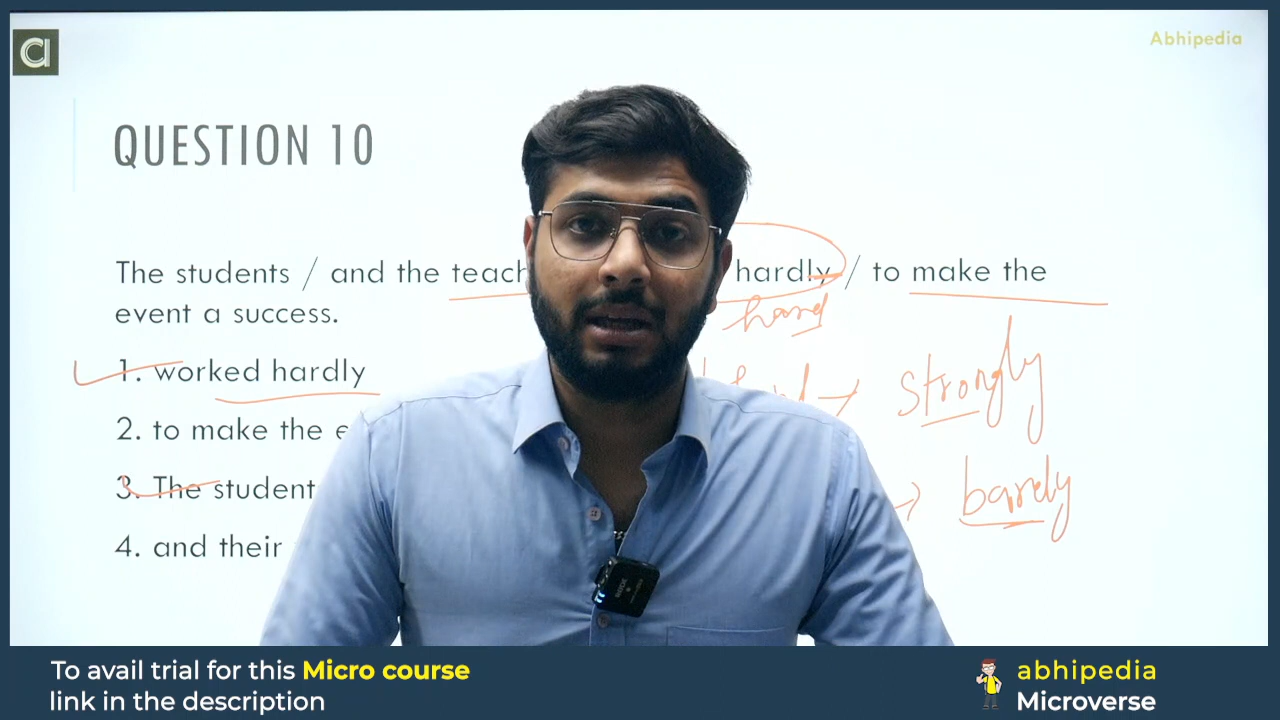 Abhipedia
QUESTION 10
The students / and the teach hardly / to make the
event a success.
hard
1. worked hardly
hard → strongly
2. to make the e
3. The student
→ barely
4. and their
To avail trial for this Micro course
link in the description
abhipedia
Microverse